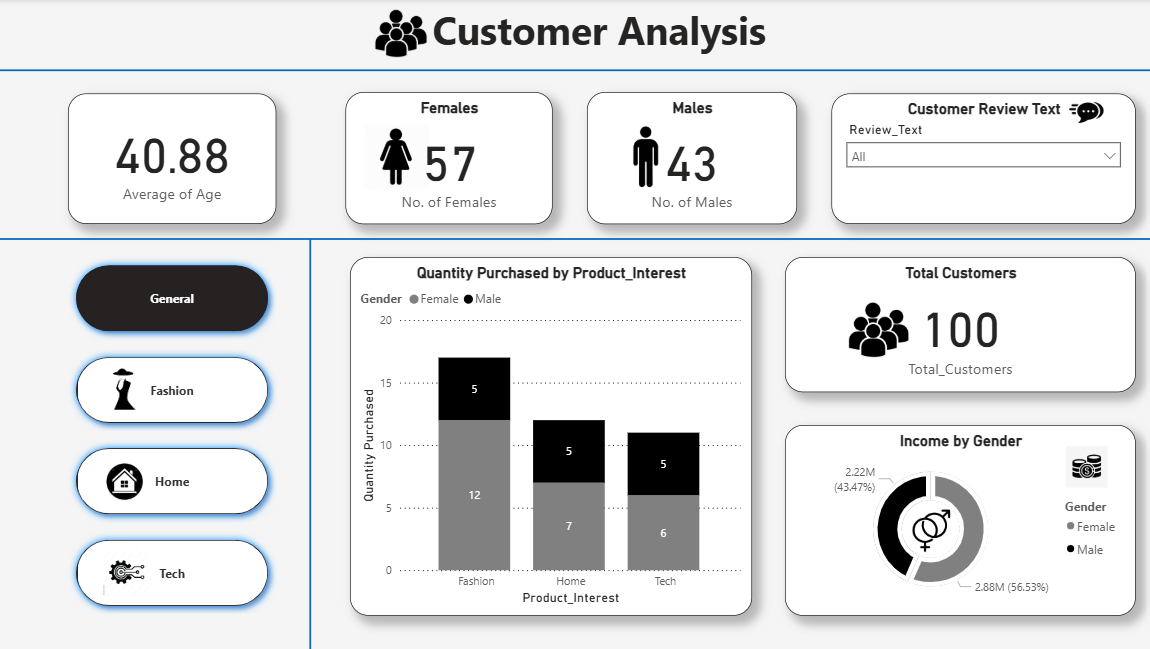 Customer Analysis
40.88
Average of Age
Females
57
No. of Females
Males
43
No. of Males
Customer Review Text
Review_Text
All
General
Fashion
Home
Tech
Quantity Purchased by Product_Interest
Gender Female Male
20
15
10
5
0
Quantity Purchased
5
12
5
7
5
6
Fashion Home Tech
Product_Interest
Total Customers
100
Total_Customers
Income by Gender
2.22M
(43.47%)
2.88M (56.53%)
Gender
Female
Male
$